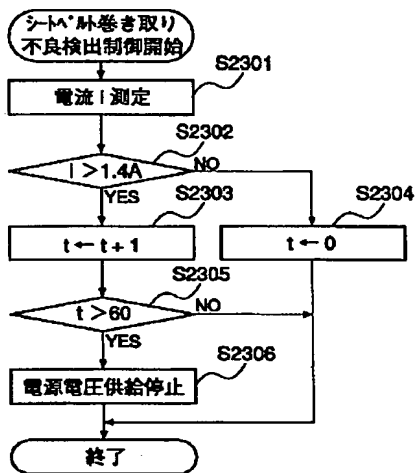 シートベルト巻き取り
不良検出制御開始
S2301
電流I測定
S2302
I>1.4A
NO
YES
S2303
S2304
t←t+1
t←0
S2305
t>60
NO
YES
S2306
電源電圧供給停止
終了